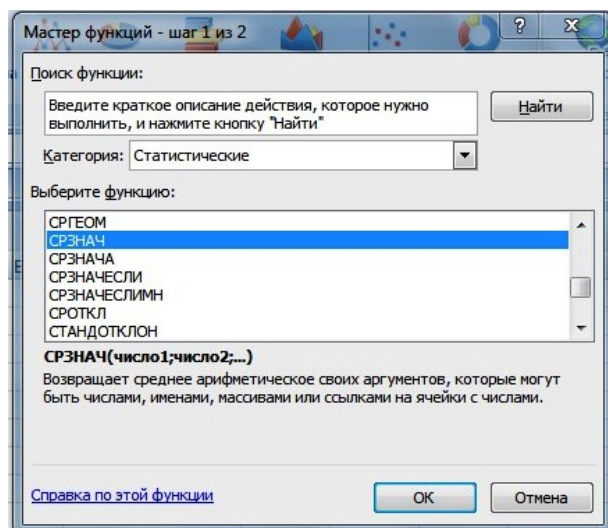 Мастер функций - шаг 1 из 2
Поиск функции:
Введите краткое описание действия, которое нужно
выполнить, и нажмите кнопку "Найти"
Найти
Категория: Статистические
Выберите функцию:
СРГЕОМ
СРЗНАЧ
СРЗНАЧА
СРЗНАЧЕСЛИ
СРЗНАЧЕСЛИМН
СРОТКЛ
СТАНДОТКЛОН
СРЗНАЧ(число1;число2;...)
Возвращает среднее арифметическое своих аргументов, которые могут
быть числами, именами, массивами или ссылками на ячейки с числами.
Справка по этой функции
ОК
Отмена